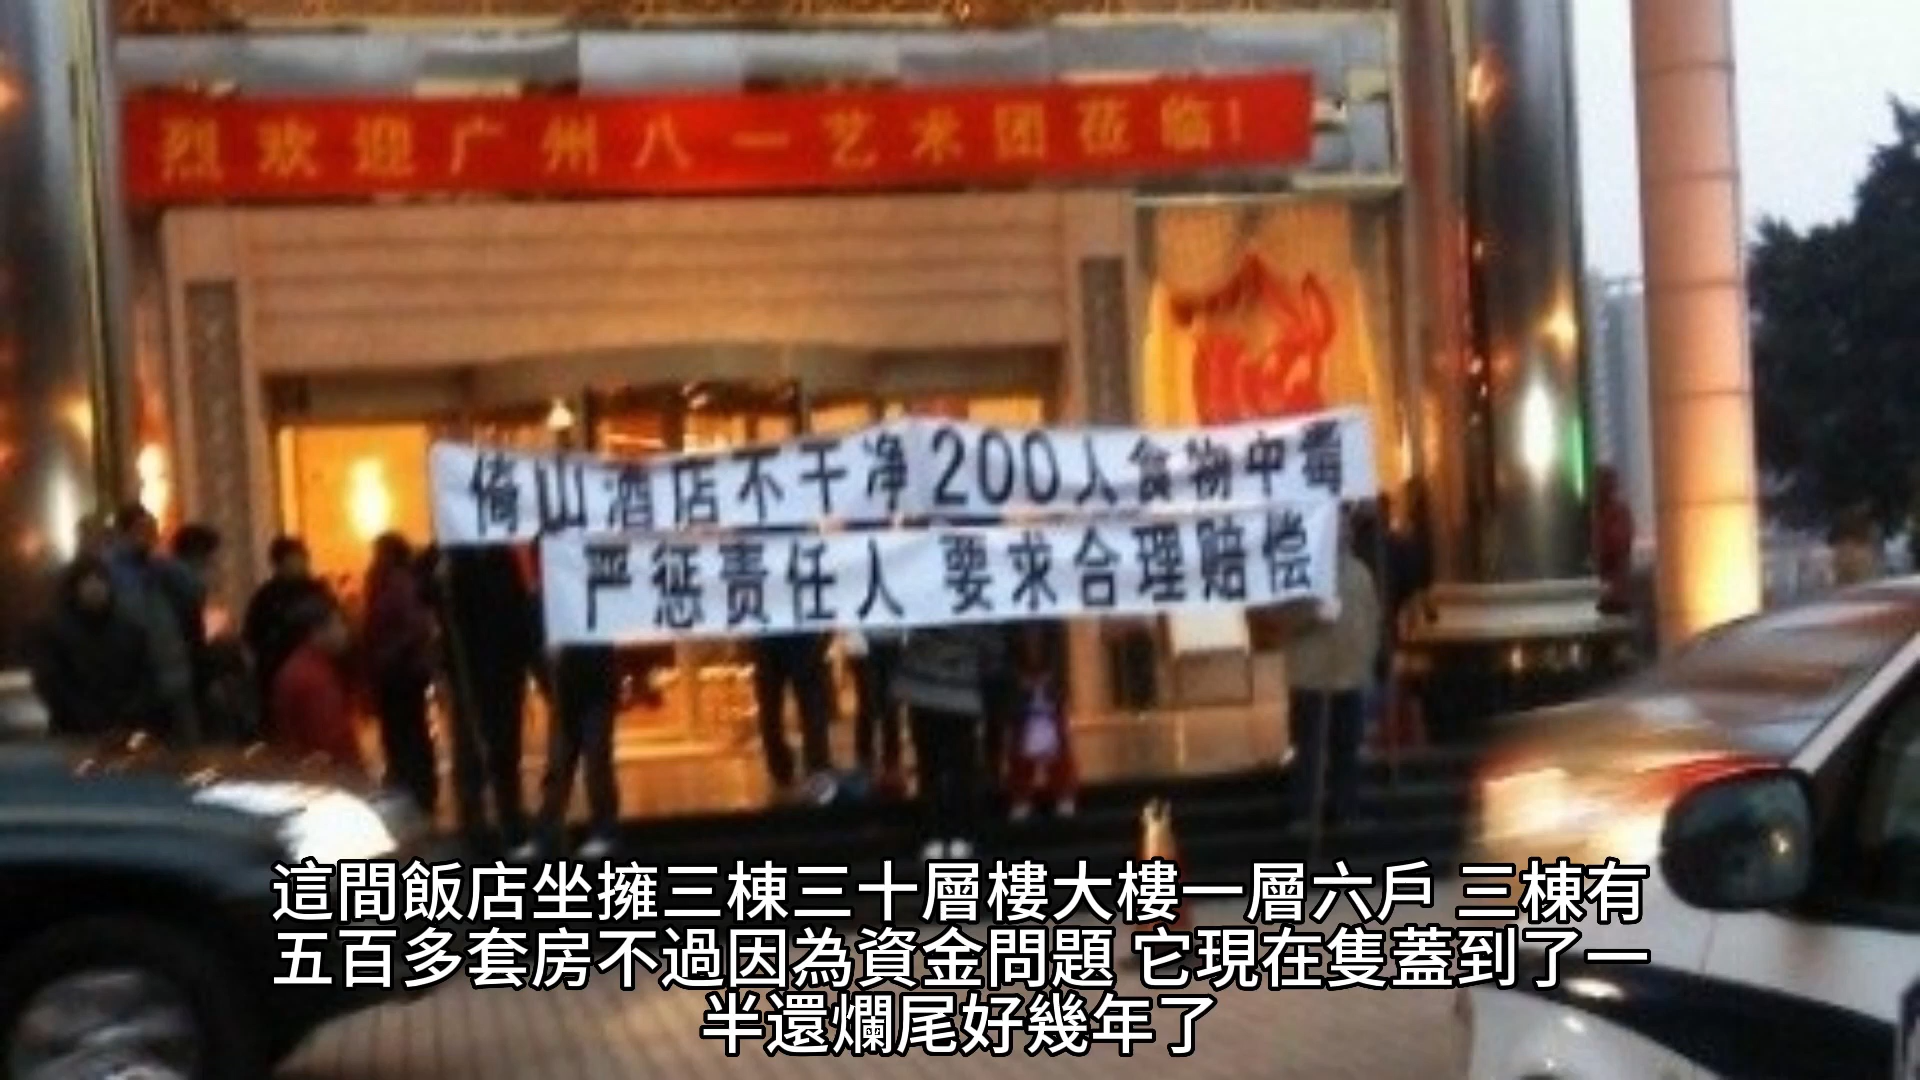 烈欢迎广州八一艺术团莅临!
倚山酒店不干净200人食物中毒
严惩责任人 要求合理赔偿
這間飯店坐擁三棟三十層樓大樓一層六戶 三棟有
五百多套房不過因為資金問題 它現在隻蓋到了一
半還爛尾好幾年了